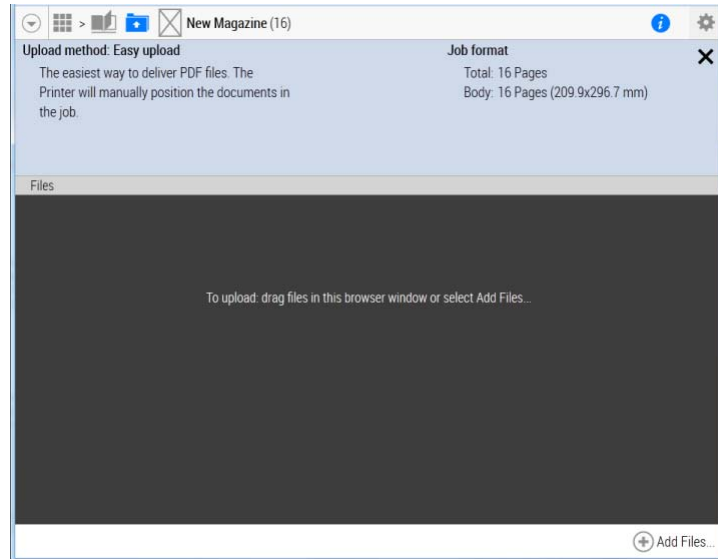 > New Magazine (16)
Upload method: Easy upload
The easiest way to deliver PDF files. The
Printer will manually position the documents in
the job.
Job format
Total: 16 Pages
Body: 16 Pages (209.9x296.7 mm)
Files
To upload: drag files in this browser window or select Add Files...
Add Files...